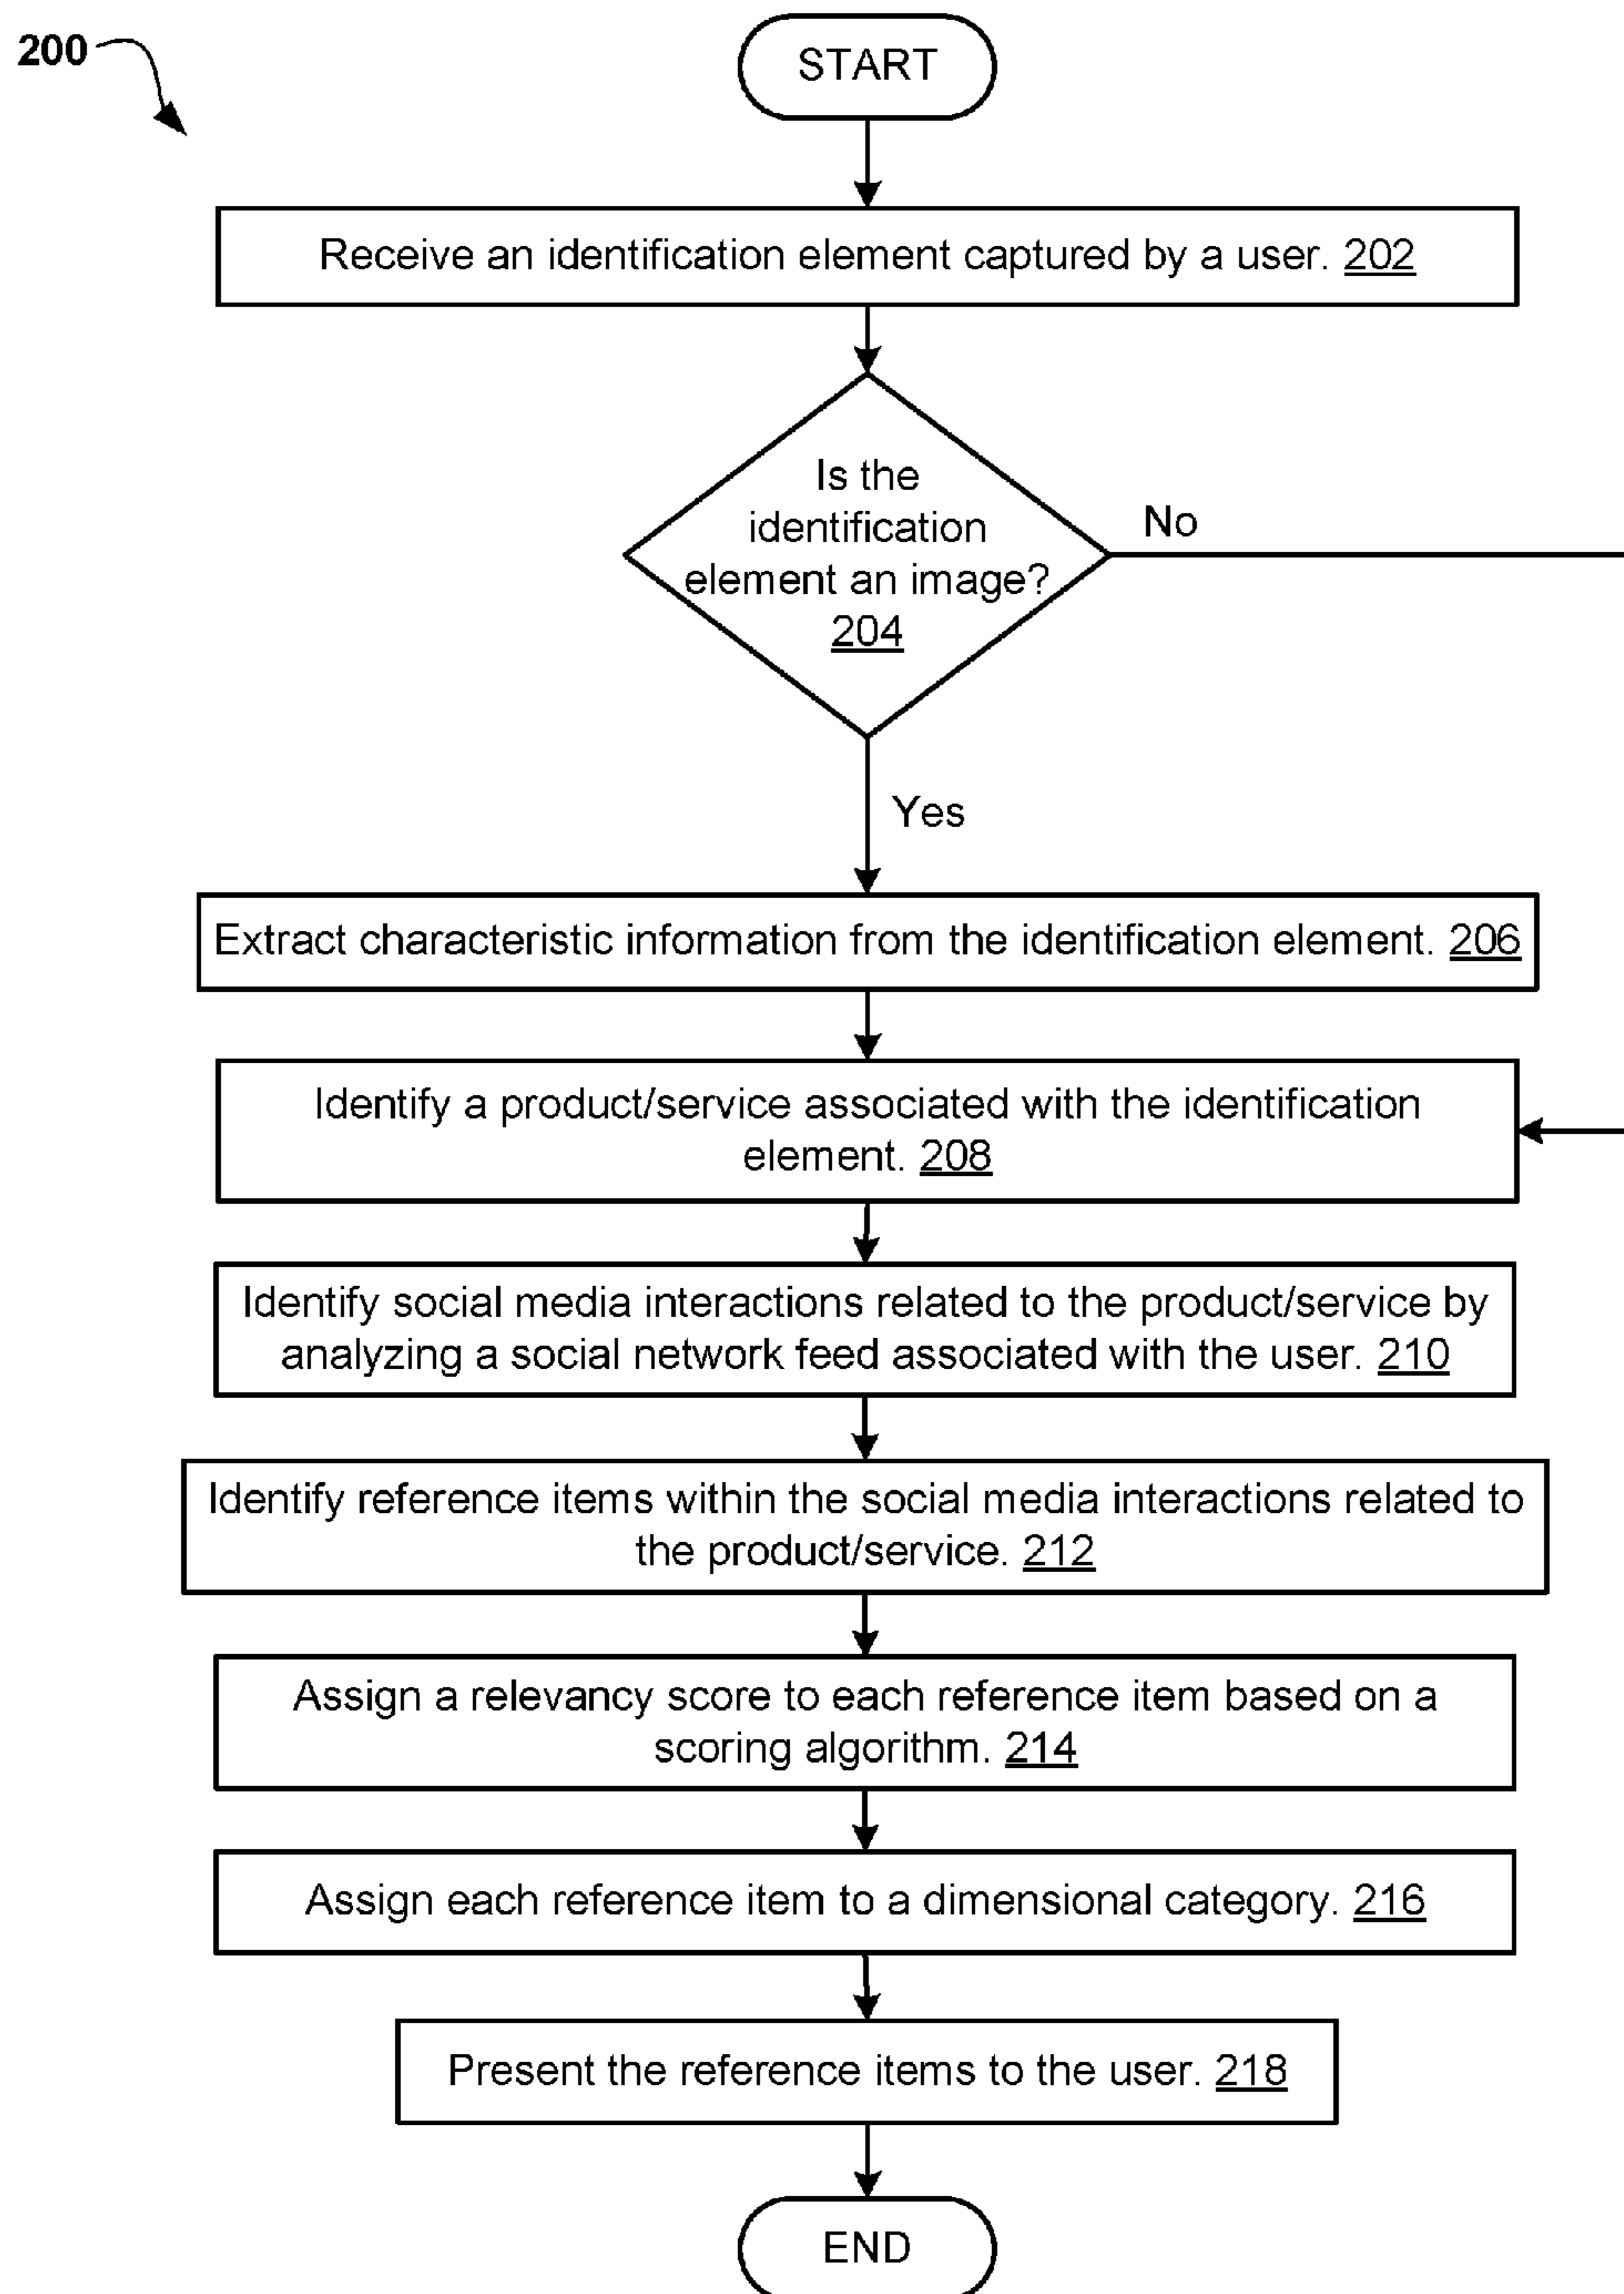 200
START
Receive an identification element captured by a user. 202
Is the
identification
element an image?
204
No
Yes
Extract characteristic information from the identification element. 206
Identify a product/service associated with the identification
element. 208
Identify social media interactions related to the product/service by
analyzing a social network feed associated with the user. 210
Identify reference items within the social media interactions related to
the product/service. 212
Assign a relevancy score to each reference item based on a
scoring algorithm. 214
Assign each reference item to a dimensional category. 216
Present the reference items to the user. 218
END